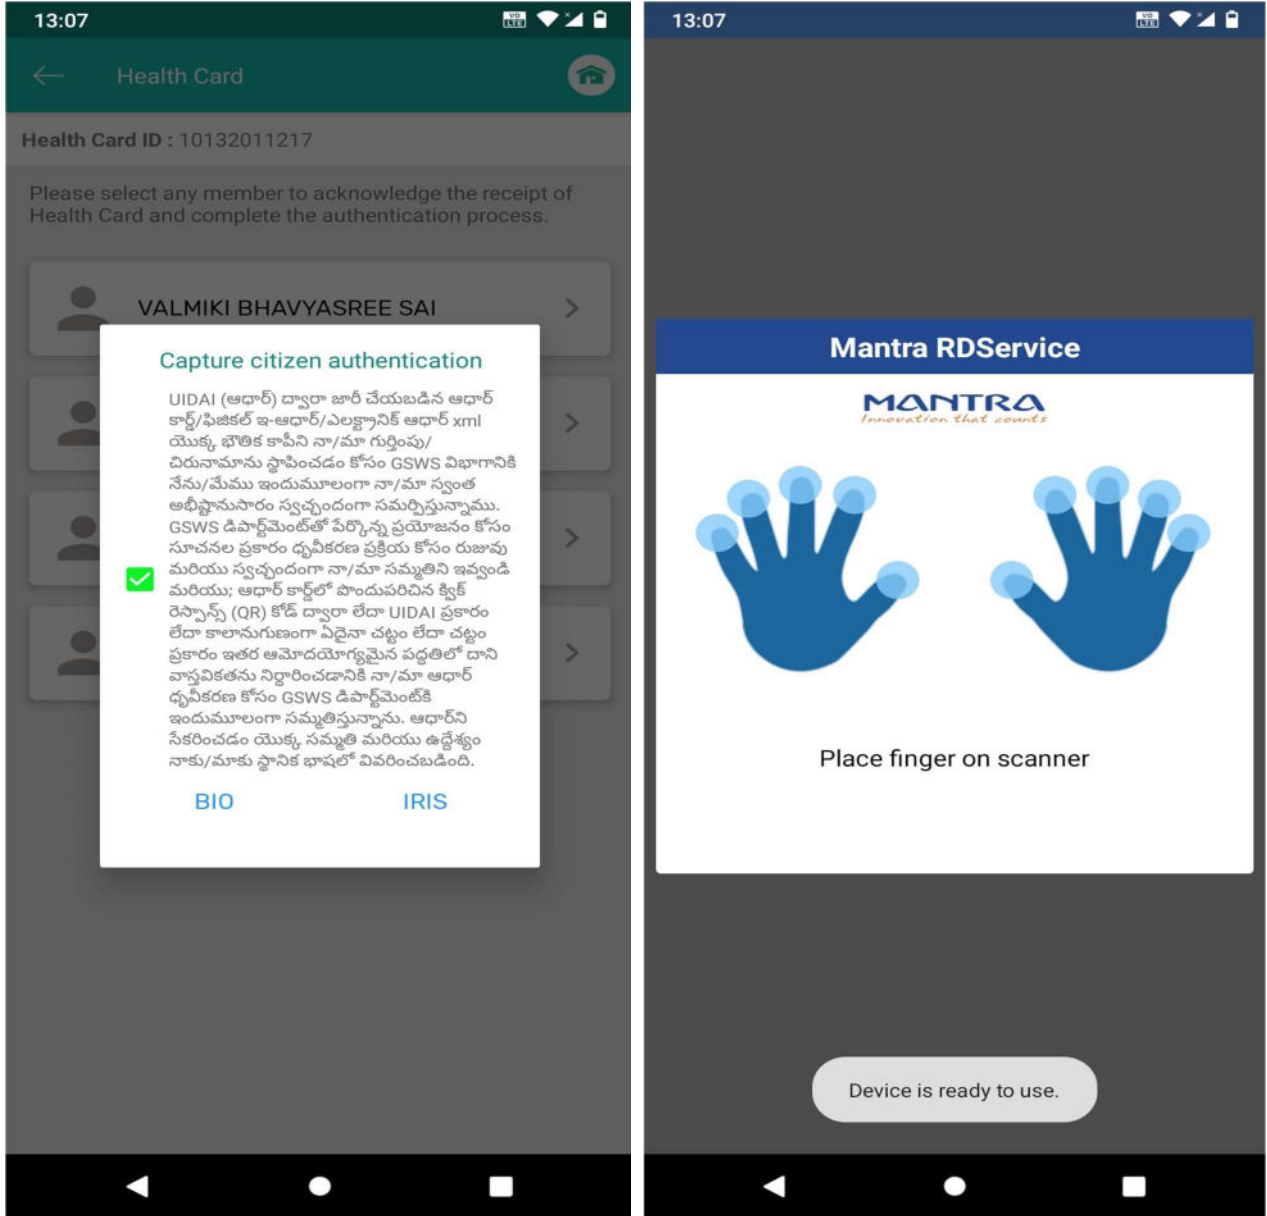 13:07
VO LTE
Health Card
Health Card ID : 10132011217
Please select any member to acknowledge the receipt of
Health Card and complete the authentication process.
VALMIKI BHAVYASREE SAI
Capture citizen authentication
UIDAI (ఆధార్) ద్వారా జారీ చేయబడిన ఆధార్
కార్డ్/ఫిజికల్ ఇ-ఆధార్/ఎలక్ట్రానిక్ ఆధార్ xml
యొక్క భౌతిక కాపీని నా/మా గుర్తింపు/
చిరునామాను స్థాపించడం కోసం GSWS విభాగానికి
నేను/మేము ఇందుమూలంగా నా/మా స్వంత
అభీష్టానుసారం స్వచ్ఛందంగా సమర్పిస్తున్నాము.
GSWS డిపార్ట్‌మెంట్‌తో పేర్కొన్న ప్రయోజనం కోసం
సూచనల ప్రకారం ధృవీకరణ ప్రక్రియ కోసం రుజువు
మరియు స్వచ్ఛందంగా నా/మా సమ్మతిని ఇవ్వండి
మరియు; ఆధార్ కార్డ్‌లో పొందుపరిచిన క్విక్
రెస్పాన్స్ (QR) కోడ్ ద్వారా లేదా UIDAI ప్రకారం
లేదా కాలానుగుణంగా ఏదైనా చట్టం లేదా చట్టం
ప్రకారం ఇతర ఆమోదయోగ్యమైన పద్ధతిలో దాని
వాస్తవికతను నిర్ధారించడానికి నా/మా ఆధార్
ధృవీకరణ కోసం GSWS డిపార్ట్‌మెంట్‌కి
ఇందుమూలంగా సమ్మతిస్తున్నాను. ఆధార్‌ని
సేకరించడం యొక్క సమ్మతి మరియు ఉద్దేశ్యం
నాకు/మాకు స్థానిక భాషలో వివరించబడింది.
BIO IRIS
13:07
VO LTE
Mantra RDService
MANTRA
Innovation that counts
Place finger on scanner
Device is ready to use.